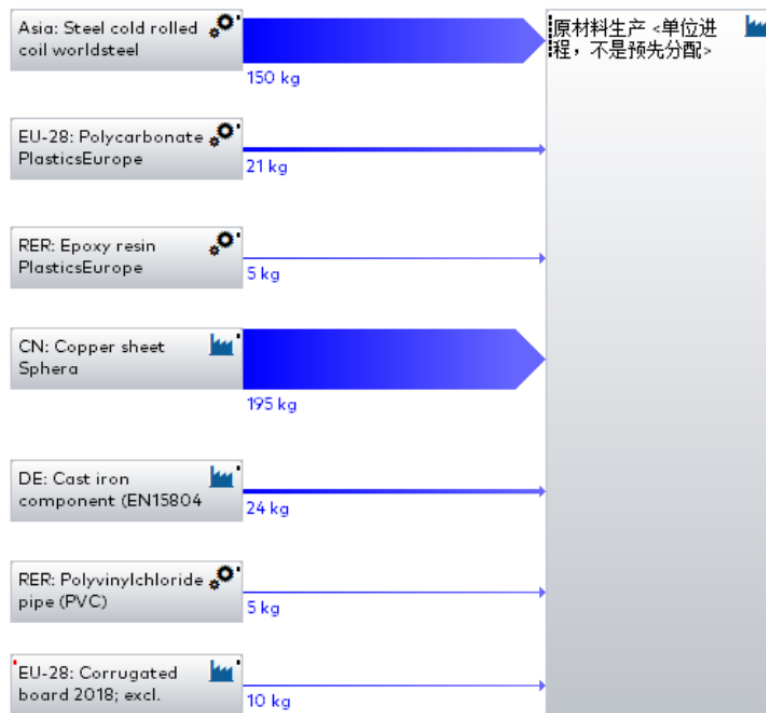 Asia: Steel cold rolled
coil worldsteel
150 kg
原材料生产 <单位进
程，不是预先分配>
EU-28: Polycarbonate
PlasticsEurope
21 kg
RER: Epoxy resin
PlasticsEurope
5 kg
CN: Copper sheet
Sphera
195 kg
DE: Cast iron
component (EN15804
24 kg
RER: Polyvinylchloride
pipe (PVC)
5 kg
EU-28: Corrugated
board 2018; excl.
10 kg